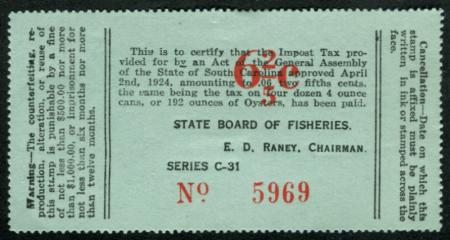 Warning—The counterfeiting, re-
production, alteration, or reuse of
this stamp is punishable by a fine
of not less than $500.00 nor more
than $1,000.00, or imprisonment for
not less than six months nor more
than twelve months.
This is to certify that the Impost Tax pro-
vided for by an Act of the General Assembly
of the State of South Carolina approved April
2nd, 1924, amounting .06 two fifths cents,
the same being the tax on four dozen 4 ounce
cans, or 192 ounces of Oysters, has been paid.
6 2/5 c
STATE BOARD OF FISHERIES.
E. D. RANEY, CHAIRMAN.
SERIES C-31
No 5969
Cancellation—Date on which this
stamp is affixed must be plainly
written in ink or stamped across the